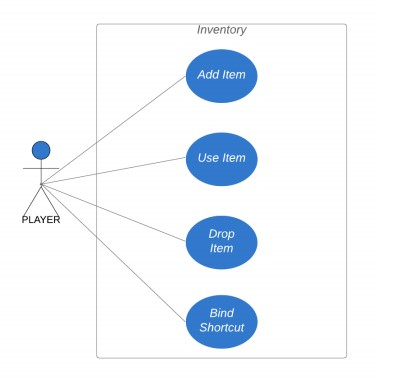 Inventory
Add Item
Use Item
PLAYER
Drop
Item
Bind
Shortcut